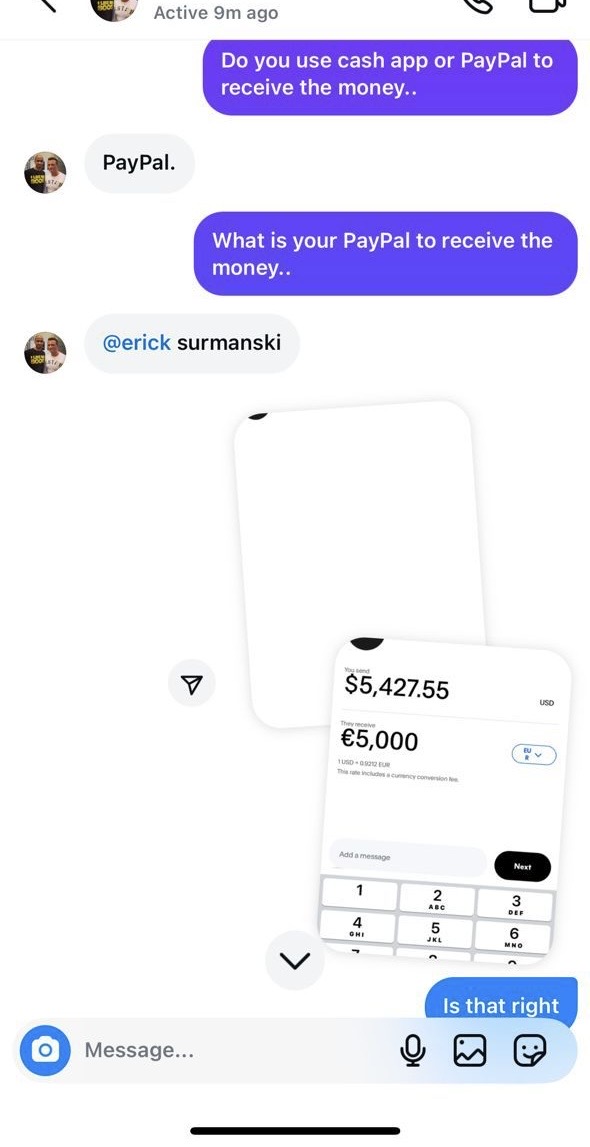 Active 9m ago
Do you use cash app or PayPal to
receive the money..
PayPal.
What is your PayPal to receive the
money..
@erick surmanski
You send
$5,427.55
USD
They receive
€5,000
EU
R
1 USD = 0.9212 EUR
This rate includes a currency conversion fee.
Add a message
Next
1
2
ABC
3
DEF
4
GHI
5
JKL
6
MNO
Is that right
Message...